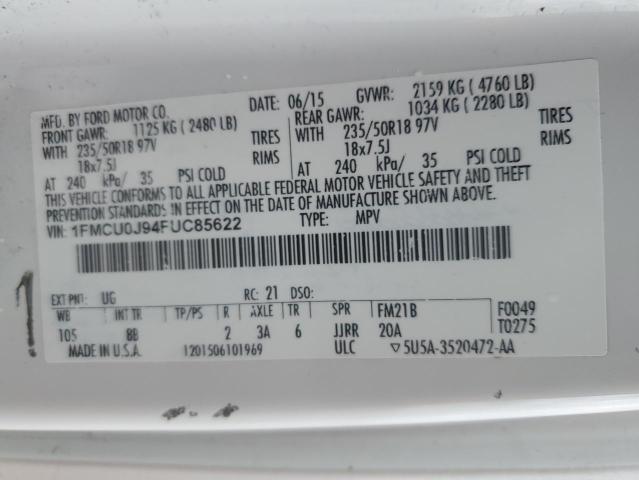 MFD. BY FORD MOTOR CO.
DATE: 06/15 GVWR: 2159 KG ( 4760 LB)
FRONT GAWR: 1125 KG ( 2480 LB) REAR GAWR: 1034 KG ( 2280 LB)
WITH 235/50R18 97V TIRES WITH 235/50R18 97V TIRES
18x7.5J RIMS 18x7.5J RIMS
AT 240 kPa/ 35 PSI COLD AT 240 kPa/ 35 PSI COLD
THIS VEHICLE CONFORMS TO ALL APPLICABLE FEDERAL MOTOR VEHICLE SAFETY AND THEFT
PREVENTION STANDARDS IN EFFECT ON THE DATE OF MANUFACTURE SHOWN ABOVE.
VIN: 1FMCU0J94FUC85622 TYPE: MPV
EXT PNT: UG RC: 21 DSO:
WB INT TR TP/PS R AXLE TR SPR FM21B F0049
105 8B 2 3A 6 JJRR 20A T0275
MADE IN U.S.A. 1201506101969 ULC ▽5U5A-3520472-AA